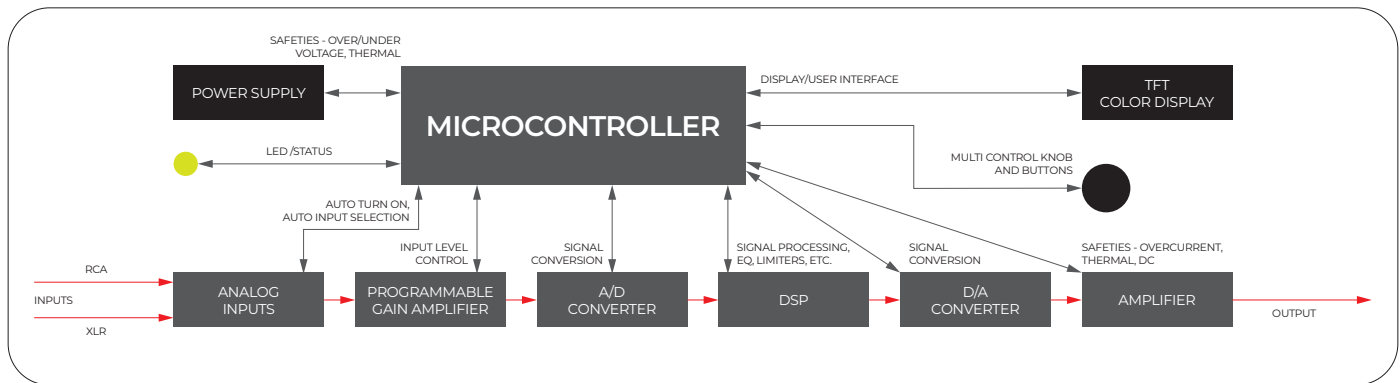 SAFETIES - OVER/UNDER
VOLTAGE, THERMAL
POWER SUPPLY
MICROCONTROLLER
DISPLAY/USER INTERFACE
TFT
COLOR DISPLAY
LED /STATUS
MULTI CONTROL KNOB
AND BUTTONS
AUTO TURN ON,
AUTO INPUT SELECTION
INPUT LEVEL
CONTROL
SIGNAL
CONVERSION
SIGNAL PROCESSING,
EQ, LIMITERS, ETC.
SIGNAL
CONVERSION
SAFETIES - OVERCURRENT,
THERMAL, DC
RCA
INPUTS
XLR
ANALOG
INPUTS
PROGRAMMABLE
GAIN AMPLIFIER
A/D
CONVERTER
DSP
D/A
CONVERTER
AMPLIFIER
OUTPUT